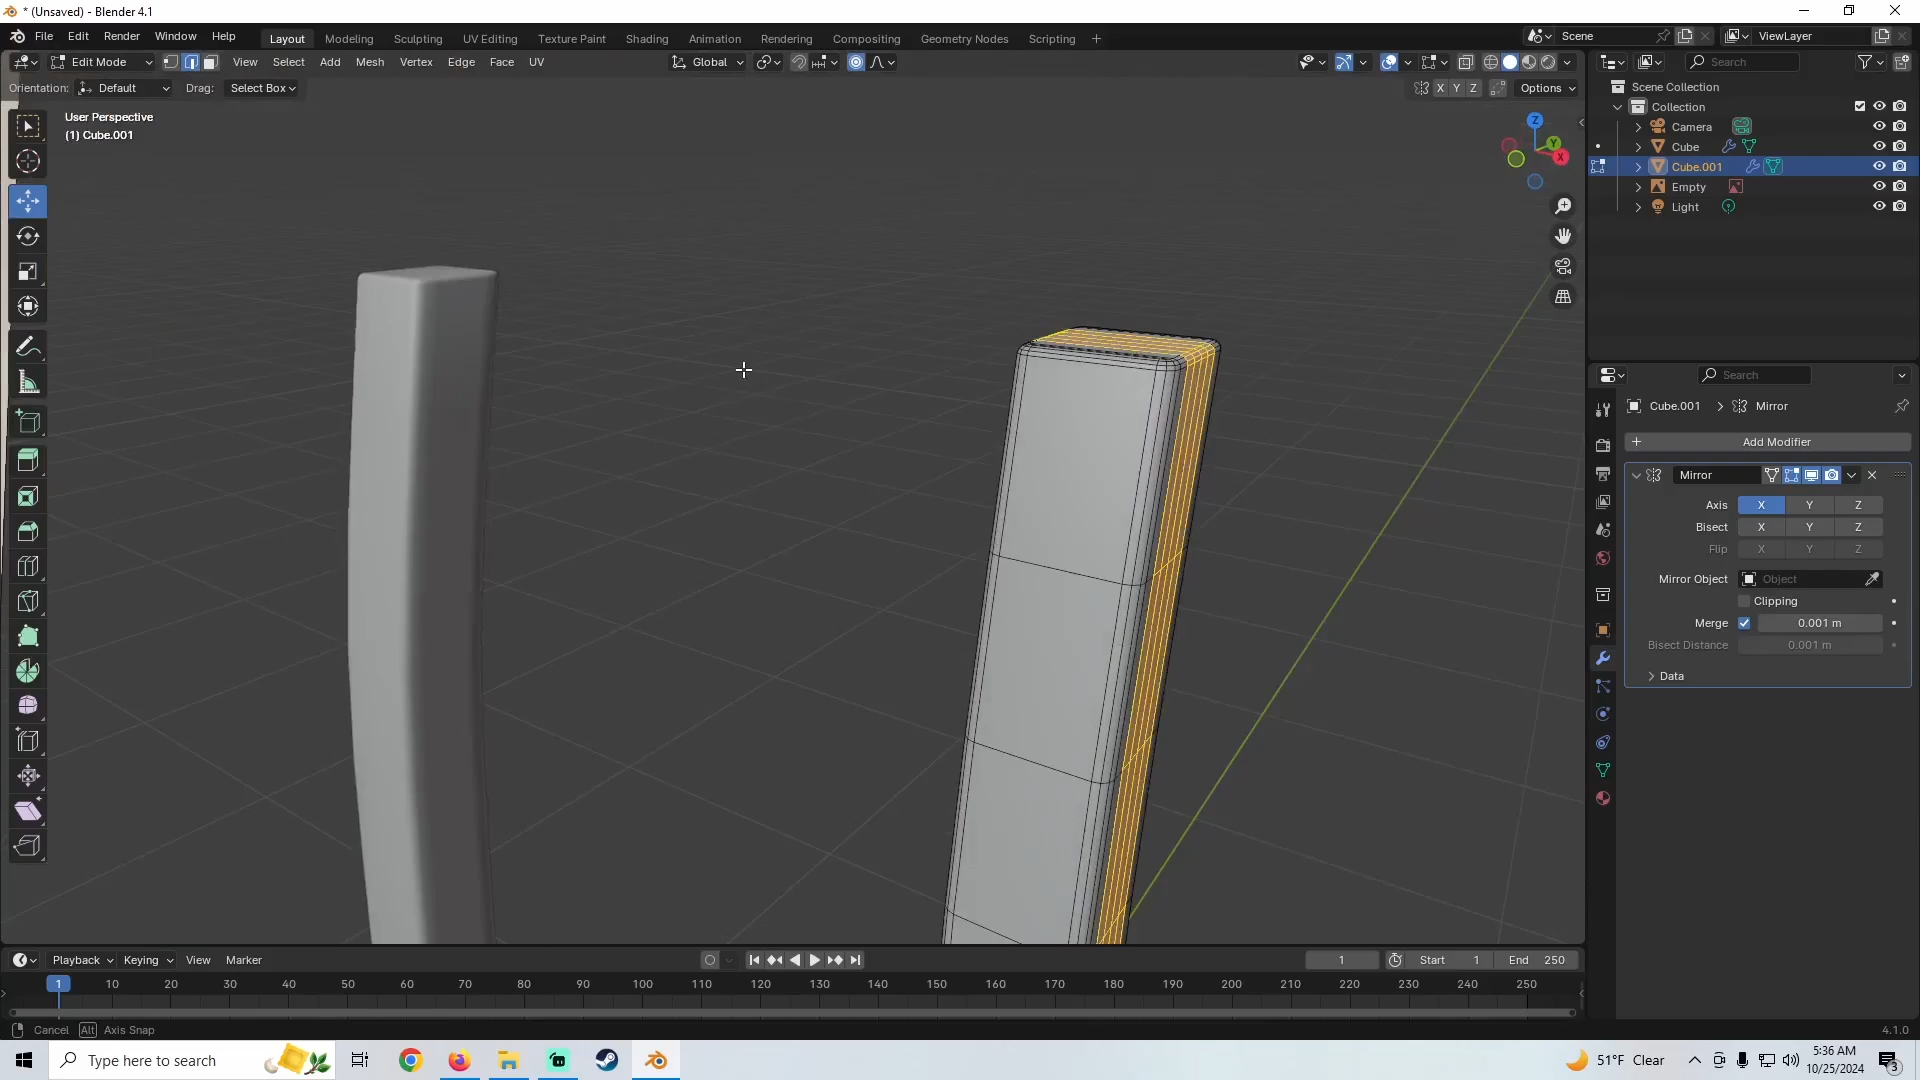 * (Unsaved) - Blender 4.1
File Edit Render Window Help
Layout Modeling Sculpting UV Editing Texture Paint Shading Animation Rendering Compositing Geometry Nodes Scripting
Scene
ViewLayer
Edit Mode
View Select Add Mesh Vertex Edge Face UV
Global
Search
Orientation: Default Drag: Select Box
X Y Z Options
User Perspective
(1) Cube.001
Z
Y
X
Scene Collection
Collection
Camera
Cube
Cube.001
Empty
Light
Search
Cube.001 > Mirror
+ Add Modifier
Mirror
Axis X Y Z
Bisect X Y Z
Flip X Y Z
Mirror Object Object
Clipping
Merge 0.001 m
Bisect Distance 0.001 m
Data
Playback Keying View Marker
1 Start 1 End 250
1 10 20 30 40 50 60 70 80 90 100 110 120 130 140 150 160 170 180 190 200 210 220 230 240 250
Cancel Alt Axis Snap
4.1.0
Type here to search
51°F Clear
5:36 AM
10/25/2024
3